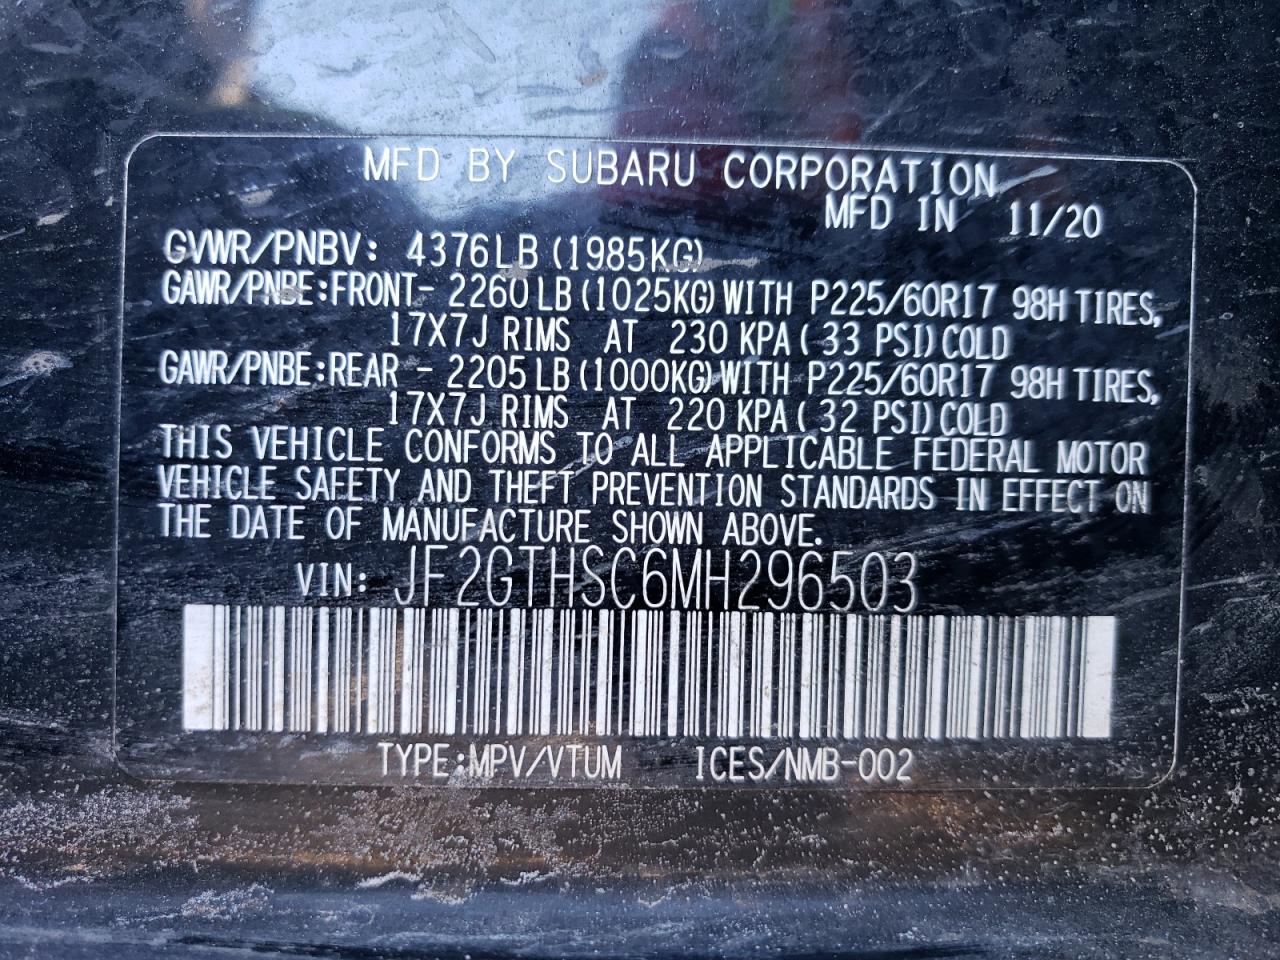 MFD BY SUBARU CORPORATION
MFD IN 11/20
GVWR/PNBV: 4376LB (1985KG)
GAWR/PNBE:FRONT- 2260LB (1025KG) WITH P225/60R17 98H TIRES,
17X7J RIMS AT 230 KPA ( 33 PSI) COLD
GAWR/PNBE:REAR - 2205LB (1000KG) WITH P225/60R17 98H TIRES,
17X7J RIMS AT 220 KPA ( 32 PSI) COLD
THIS VEHICLE CONFORMS TO ALL APPLICABLE FEDERAL MOTOR
VEHICLE SAFETY AND THEFT PREVENTION STANDARDS IN EFFECT ON
THE DATE OF MANUFACTURE SHOWN ABOVE.
VIN: JF2GTHSC6MH296503
TYPE:MPV/VTUM ICES/NMB-002